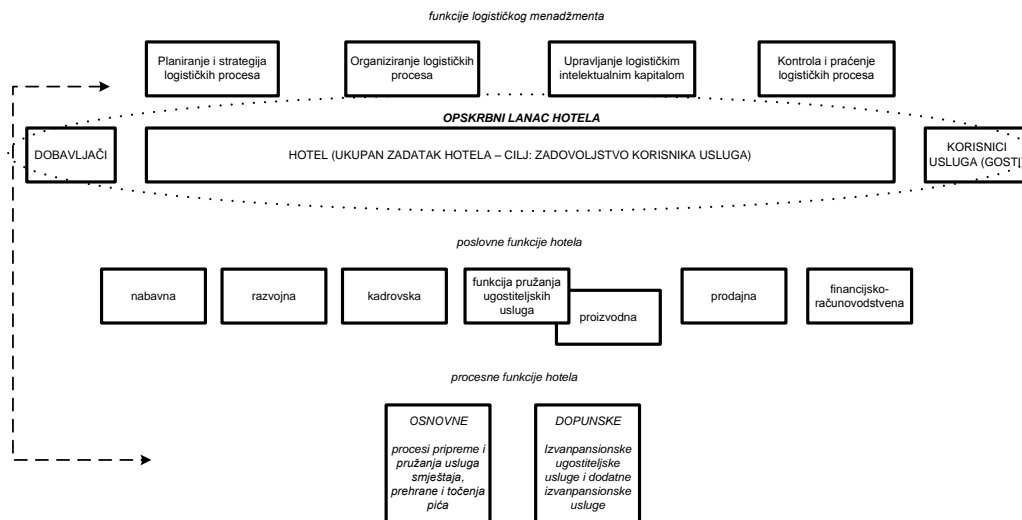 funkcije logističkog menadžmenta
Planiranje i strategija
logističkih procesa
Organiziranje logističkih
procesa
Upravljanje logističkim
intelektualnim kapitalom
Kontrola i praćenje
logističkih procesa
OPSKRBNI LANAC HOTELA
DOBAVLJAČI
HOTEL (UKUPAN ZADATAK HOTELA – CILJ: ZADOVOLJSTVO KORISNIKA USLUGA)
KORISNICI
USLUGA (GOSTI)
poslovne funkcije hotela
nabavna
razvojna
kadrovska
funkcija pružanja
ugostiteljskih
usluga
proizvodna
prodajna
financijsko-
računovodstvena
procesne funkcije hotela
OSNOVNE
procesi pripreme i
pružanja usluga
smještaja,
prehrane i točenja
pića
DOPUNSKE
Izvanpansionske
ugostiteljske
usluge i dodatne
izvanpansionske
usluge